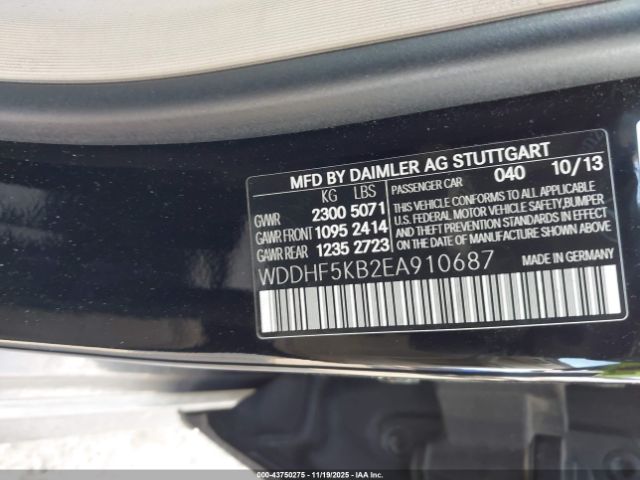 MFD BY DAIMLER AG STUTTGART
KG LBS
GVWR 2300 5071
GAWR FRONT 1095 2414
GAWR REAR 1235 2723
PASSENGER CAR 040 10/13
THIS VEHICLE CONFORMS TO ALL APPLICABLE
U.S. FEDERAL MOTOR VEHICLE SAFETY,BUMPER
AND THEFT PREVENTION STANDARDS IN EFFECT
ON THE DATE OF MANUFACTURE SHOWN ABOVE.
WDDHF5KB2EA910687
MADE IN GERMANY
00-43750275 - 11/19/2025 - IAA Inc.